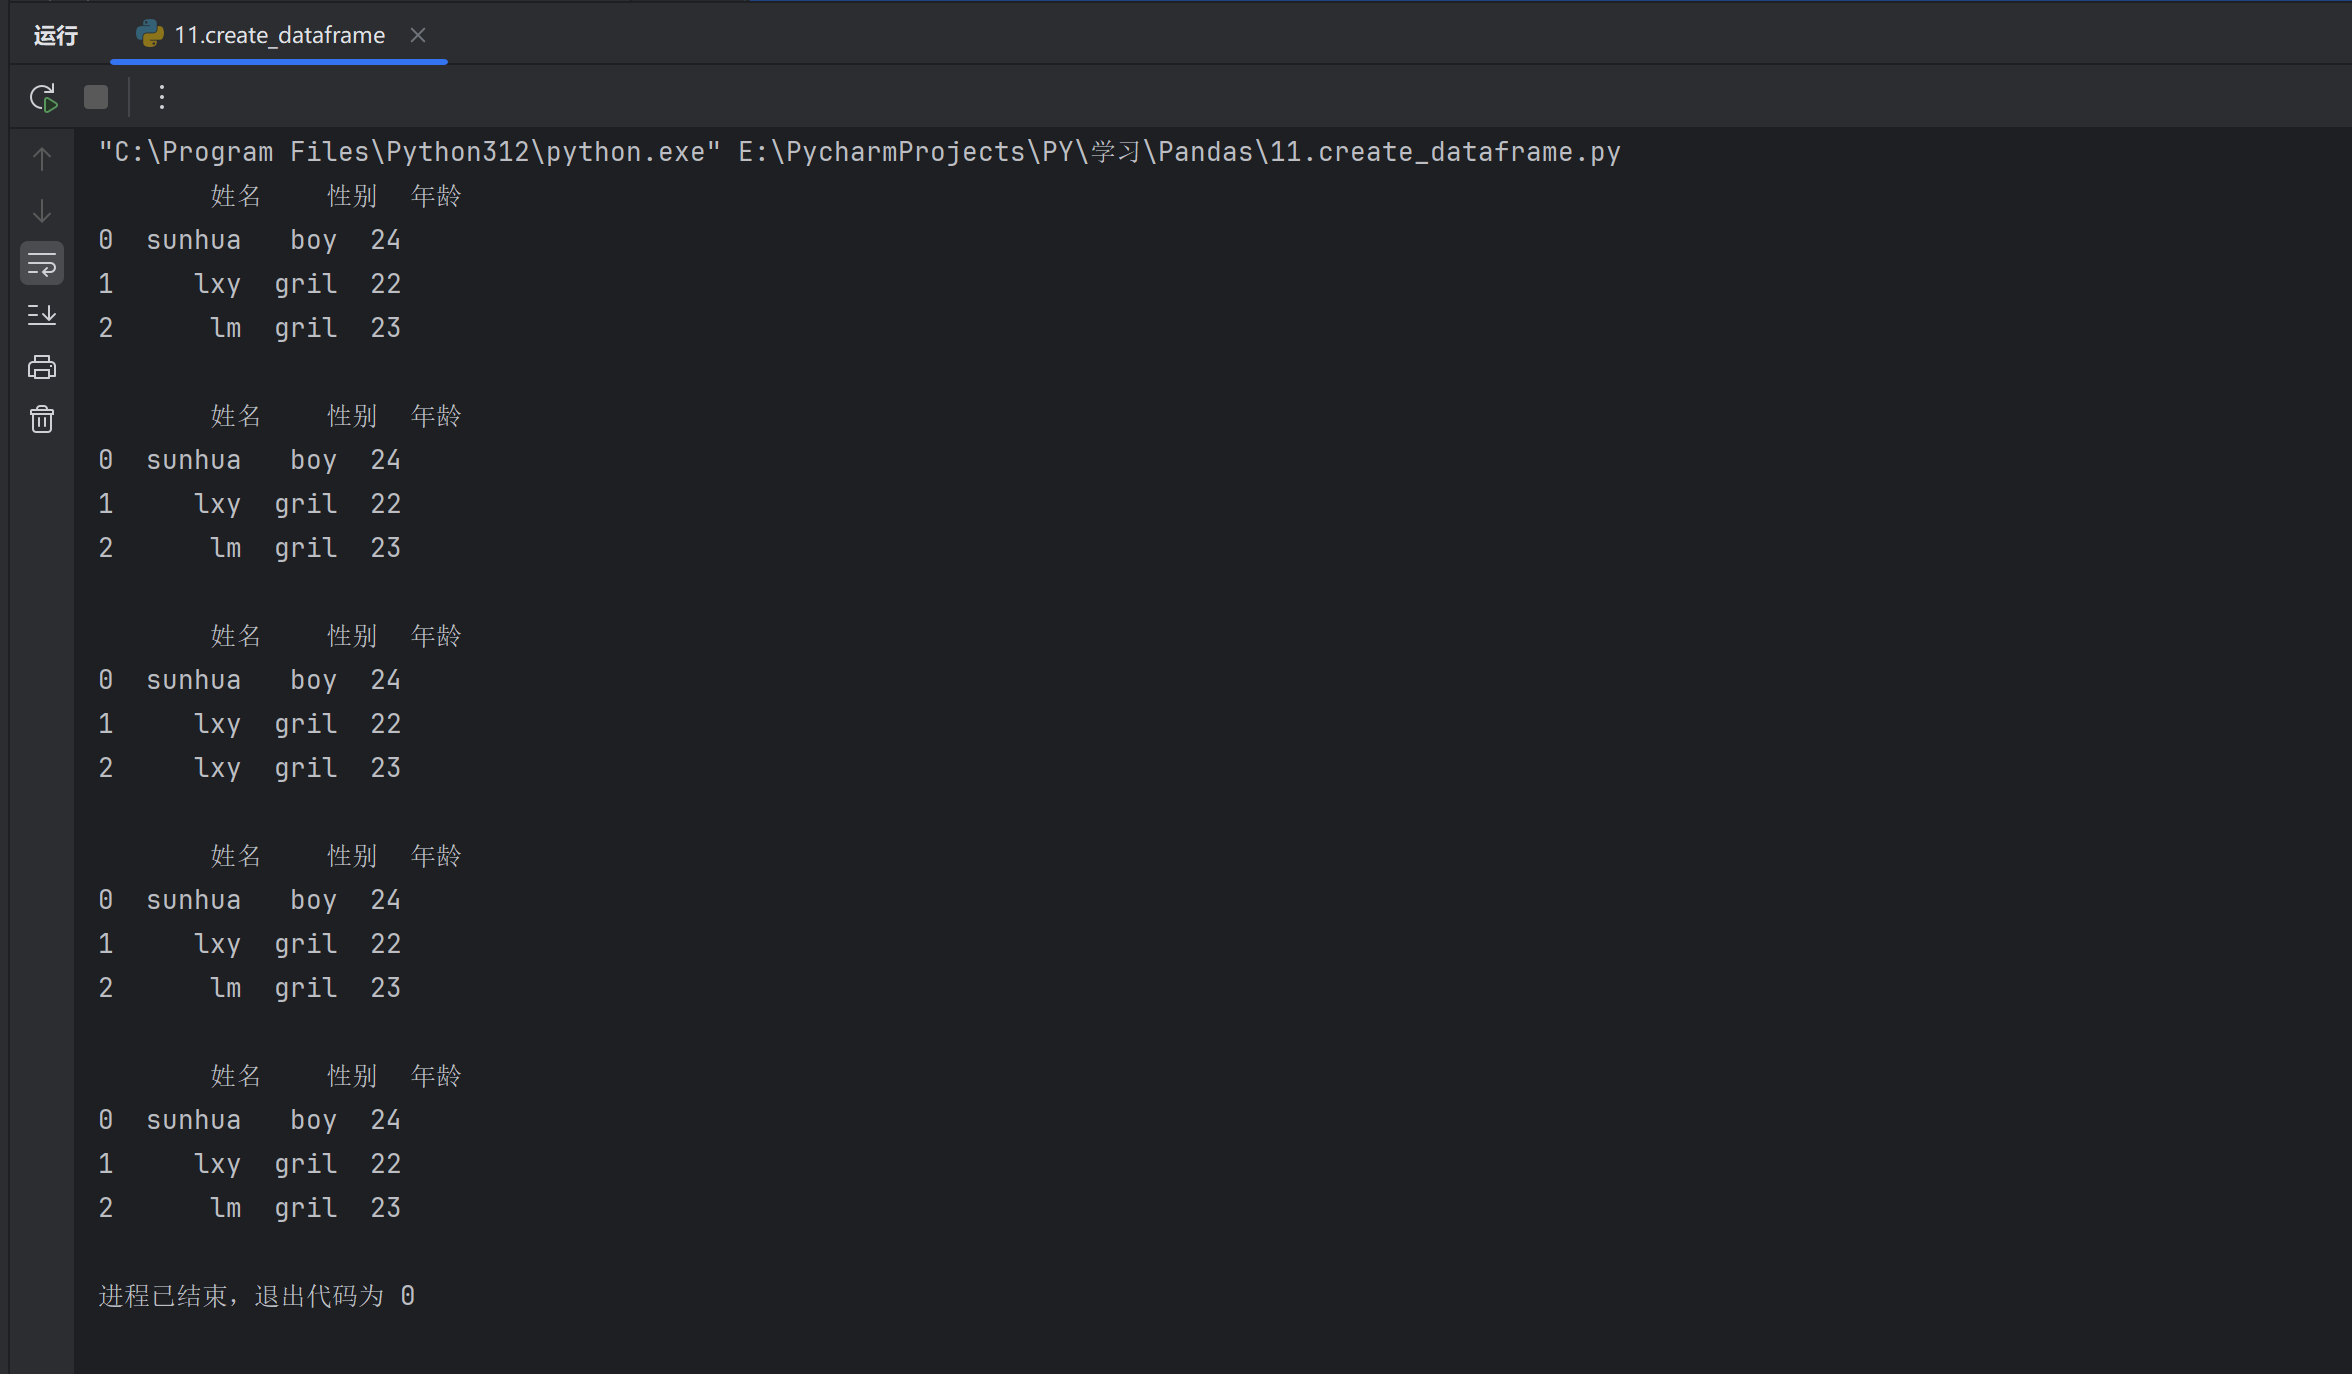 运行 11.create_dataframe
"C:\Program Files\Python312\python.exe" E:\PycharmProjects\PY\学习\Pandas\11.create_dataframe.py
姓名 性别 年龄
0 sunhua boy 24
1 lxy gril 22
2 lm gril 23
姓名 性别 年龄
0 sunhua boy 24
1 lxy gril 22
2 lm gril 23
姓名 性别 年龄
0 sunhua boy 24
1 lxy gril 22
2 lxy gril 23
姓名 性别 年龄
0 sunhua boy 24
1 lxy gril 22
2 lm gril 23
姓名 性别 年龄
0 sunhua boy 24
1 lxy gril 22
2 lm gril 23
进程已结束，退出代码为 0